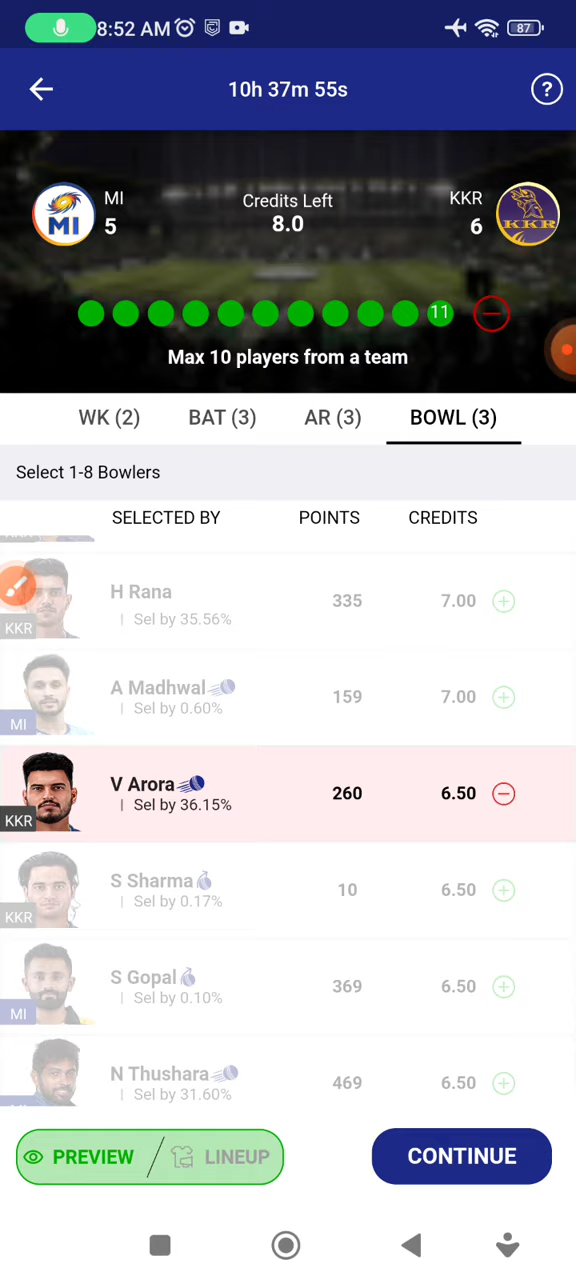 8:52 AM
87
10h 37m 55s
?
MI
5
Credits Left
8.0
KKR
6
MI
KKR
11
Max 10 players from a team
WK (2)
BAT (3)
AR (3)
BOWL (3)
Select 1-8 Bowlers
SELECTED BY
POINTS
CREDITS
H Rana
Sel by 35.56%
335
7.00
KKR
A Madhwal
Sel by 0.60%
159
7.00
MI
V Arora
Sel by 36.15%
260
6.50
KKR
S Sharma
Sel by 0.17%
10
6.50
KKR
S Gopal
Sel by 0.10%
369
6.50
MI
N Thushara
Sel by 31.60%
469
6.50
PREVIEW
LINEUP
CONTINUE